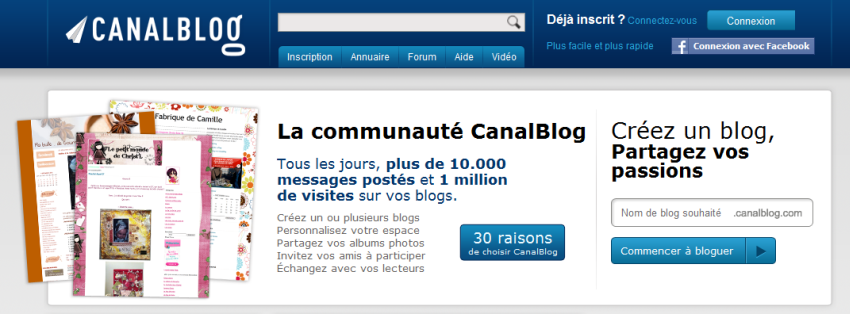 CANALBLOG
Déjà inscrit ? Connectez-vous
Connexion
Inscription
Annuaire
Forum
Aide
Vidéo
Plus facile et plus rapide
f Connexion avec Facebook
Fabrique de Camille
Le petit monde
La communauté CanalBlog
Tous les jours, plus de 10.000
messages postés et 1 million
de visites sur vos blogs.
Créez un ou plusieurs blogs
Personnalisez votre espace
Partagez vos albums photos
Invitez vos amis à participer
Échangez avec vos lecteurs
30 raisons
de choisir CanalBlog
Créez un blog,
Partagez vos
passions
Nom de blog souhaité .canalblog.com
Commencer à bloguer